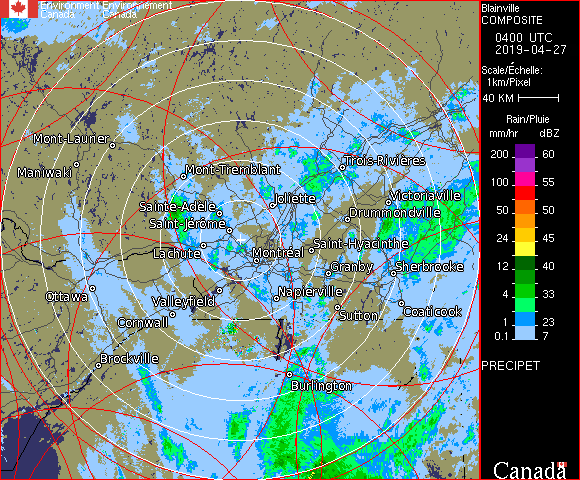 Environment Environnement
Canada Canada
Mont-Laurier
Maniwaki
Mont-Tremblant
Trois-Rivières
Sainte-Adèle
Joliette
Victoriaville
Saint-Jérôme
Drummondville
Lachute
Montréal
Saint-Hyacinthe
Granby
Sherbrooke
Ottawa
Valleyfield
Napierville
Cornwall
Sutton
Coaticook
Brockville
Burlington
Blainville
COMPOSITE
0400 UTC
2019-04-27
Scale/Échelle:
1km/Pixel
40 KM
Rain/Pluie
mm/hr dBZ
200 60
100 55
50 50
24 45
12 40
4 33
1 23
0.1 7
PRECIPET
Canada